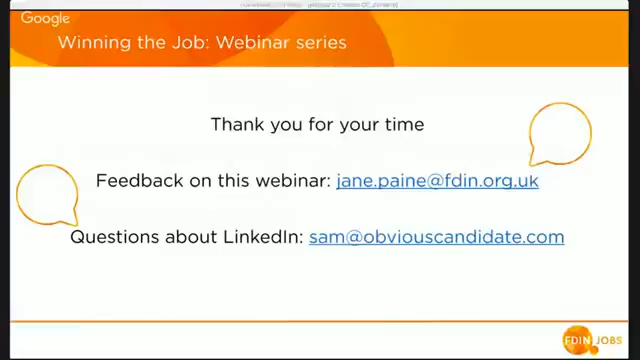 Google
Winning the Job: Webinar series
Thank you for your time
Feedback on this webinar: jane.paine@fdin.org.uk
Questions about LinkedIn: sam@obviouscandidate.com
FDIN JOBS